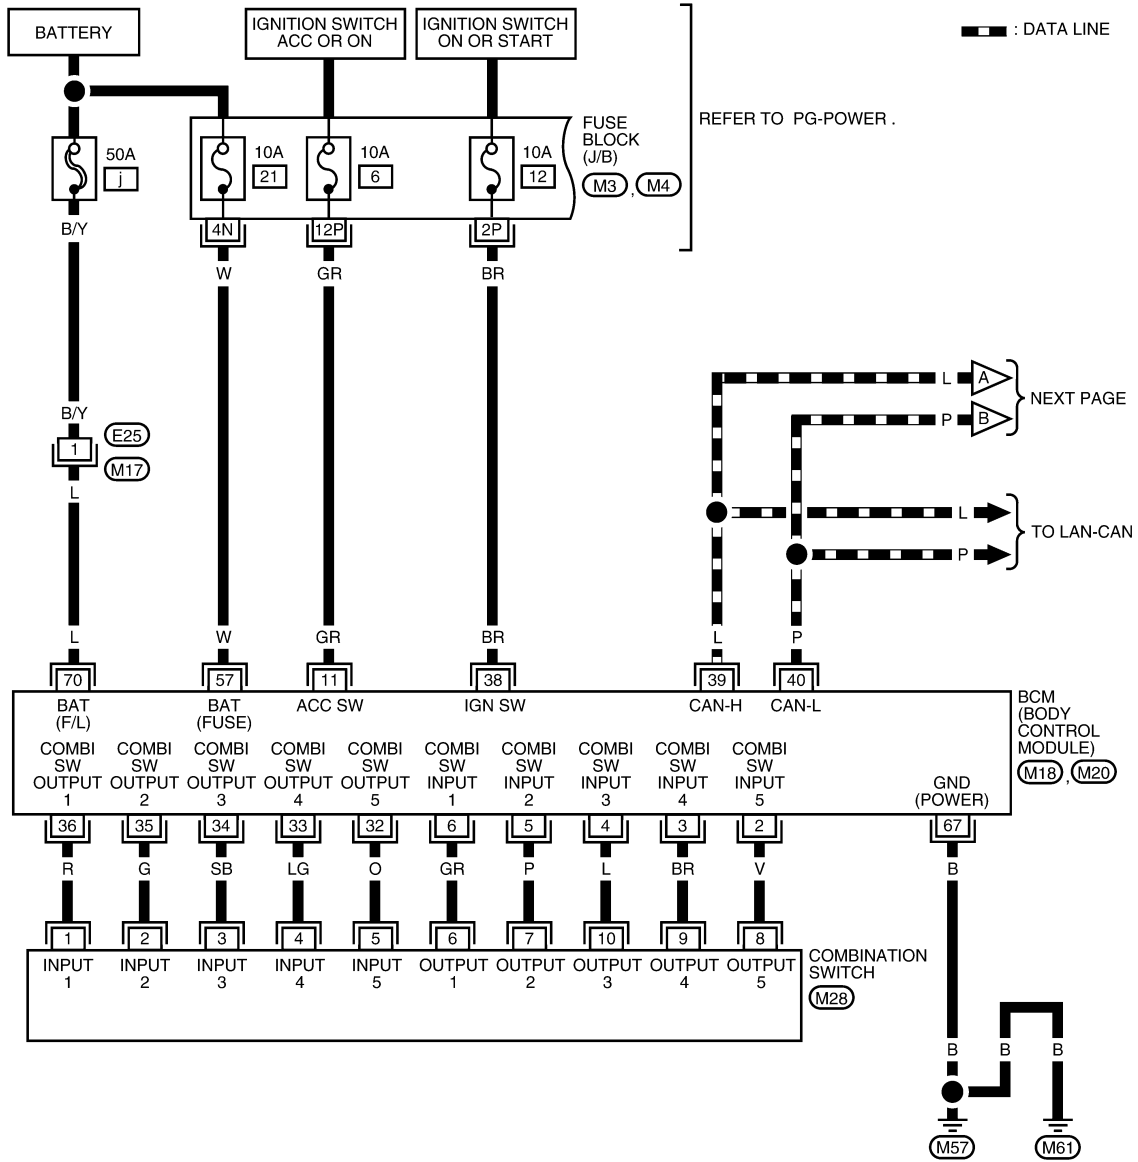 BATTERY
IGNITION SWITCH
ACC OR ON
IGNITION SWITCH
ON OR START
: DATA LINE
REFER TO PG-POWER .
FUSE
BLOCK
(J/B)
M3 , M4
50A
j
10A
21
10A
6
10A
12
4N
12P
2P
B/Y
W
GR
BR
B/Y
1
E25
M17
L
L A
P B
NEXT PAGE
L
P
TO LAN-CAN
L
W
GR
BR
L
P
70
57
11
38
39
40
BAT
(F/L)
BAT
(FUSE)
ACC SW
IGN SW
CAN-H
CAN-L
BCM
(BODY
CONTROL
MODULE)
M18 , M20
COMBI
SW
OUTPUT
1
COMBI
SW
OUTPUT
2
COMBI
SW
OUTPUT
3
COMBI
SW
OUTPUT
4
COMBI
SW
OUTPUT
5
COMBI
SW
INPUT
1
COMBI
SW
INPUT
2
COMBI
SW
INPUT
3
COMBI
SW
INPUT
4
COMBI
SW
INPUT
5
GND
(POWER)
36
35
34
33
32
6
5
4
3
2
67
R
G
SB
LG
O
GR
P
L
BR
V
B
1
2
3
4
5
6
7
10
9
8
INPUT
1
INPUT
2
INPUT
3
INPUT
4
INPUT
5
OUTPUT
1
OUTPUT
2
OUTPUT
3
OUTPUT
4
OUTPUT
5
COMBINATION
SWITCH
M28
B
B
B
M57
M61